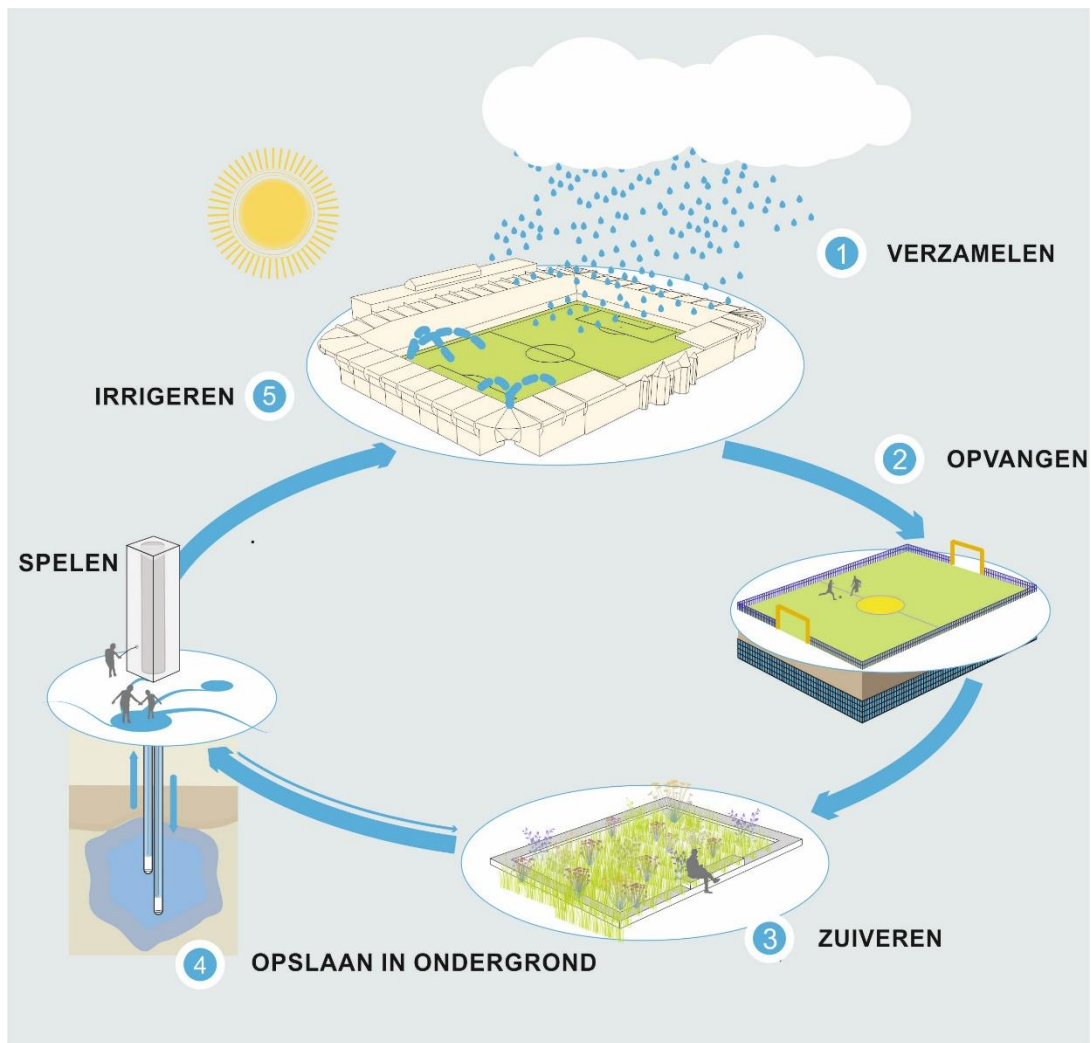 1 VERZAMELEN
2 OPVANGEN
3 ZUIVEREN
4 OPSLAAN IN ONDERGROND
SPELEN
IRRIGEREN 5